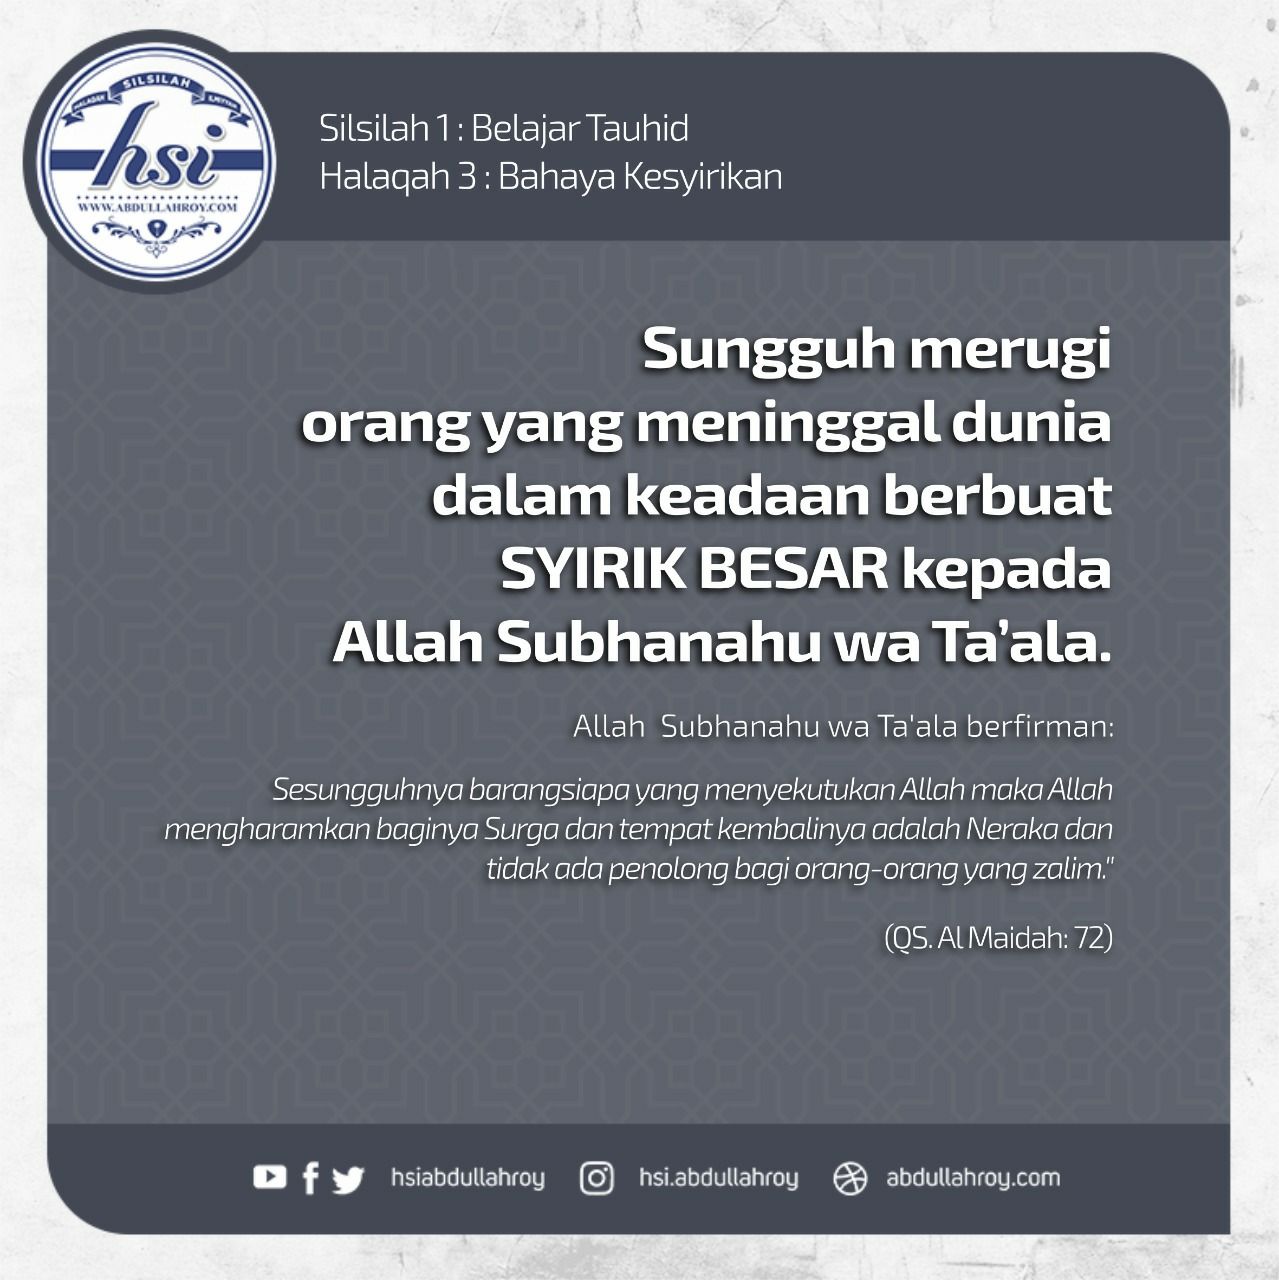 HALAQAH SILSILAH ILMIYYAH
hsi
WWW.ABDULLAHROY.COM
Silsilah 1 : Belajar Tauhid
Halaqah 3 : Bahaya Kesyirikan
Sungguh merugi
orang yang meninggal dunia
dalam keadaan berbuat
SYIRIK BESAR kepada
Allah Subhanahu wa Ta’ala.
Allah  Subhanahu wa Ta'ala berfirman:
Sesungguhnya barangsiapa yang menyekutukan Allah maka Allah
mengharamkan baginya Surga dan tempat kembalinya adalah Neraka dan
tidak ada penolong bagi orang-orang yang zalim."
(QS. Al Maidah: 72)
hsiabdullahroy hsi.abdullahroy abdullahroy.com